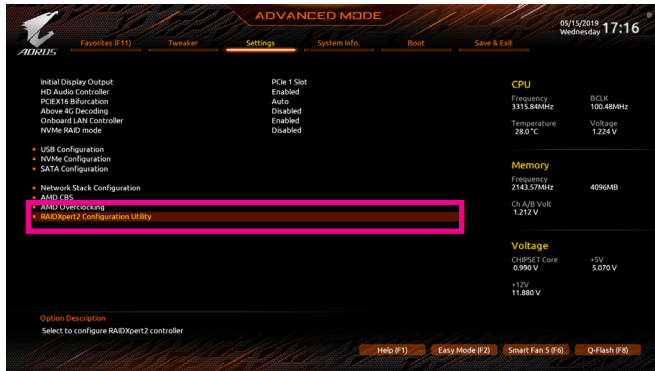 ADVANCED MODE
05/15/2019
Wednesday 17:16
AORUS
Favorites (F11) Tweaker Settings System Info. Boot Save & Exit
Initial Display Output PCIe 1 Slot
HD Audio Controller Enabled
PCIEX16 Bifurcation Auto
Above 4G Decoding Disabled
Onboard LAN Controller Enabled
NVMe RAID mode Disabled
USB Configuration
NVMe Configuration
SATA Configuration
Network Stack Configuration
AMD CBS
AMD Overclocking
RAIDXpert2 Configuration Utility
CPU
Frequency BCLK
3315.84MHz 100.48MHz
Temperature Voltage
28.0 °C 1.224 V
Memory
Frequency
2143.57MHz 4096MB
Ch A/B Volt
1.212 V
Voltage
CHIPSET Core +5V
0.990 V 5.070 V
+12V
11.880 V
Option Description
Select to configure RAIDXpert2 controller
Help (F1) Easy Mode (F2) Smart Fan 5 (F6) Q-Flash (F8)